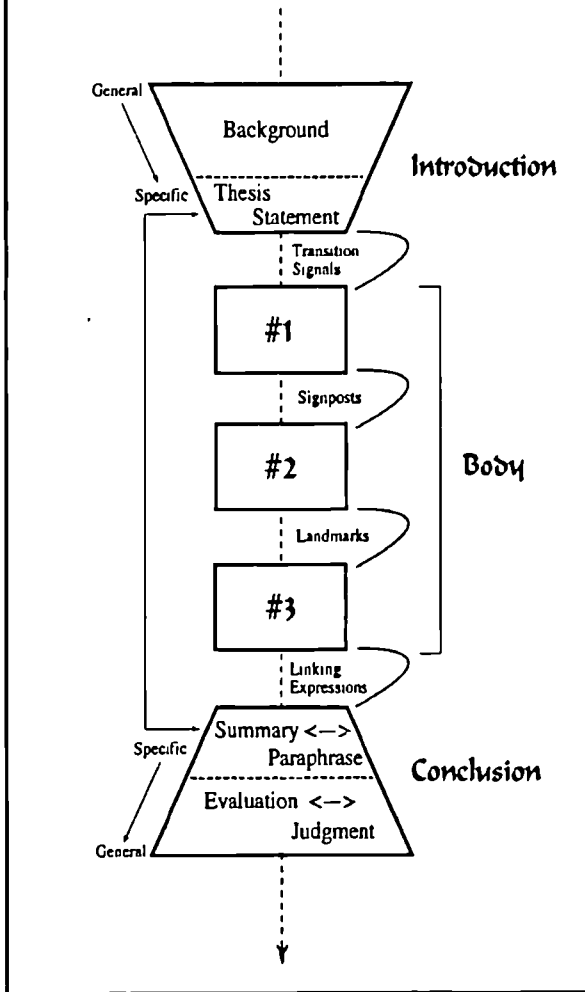 General
Background
Introduction
Specific
Thesis
Statement
Transition
Signals
#1
Signposts
#2
Body
Landmarks
#3
Linking
Expressions
Summary <->
Specific
Paraphrase
Conclusion
Evaluation <->
Judgment
General